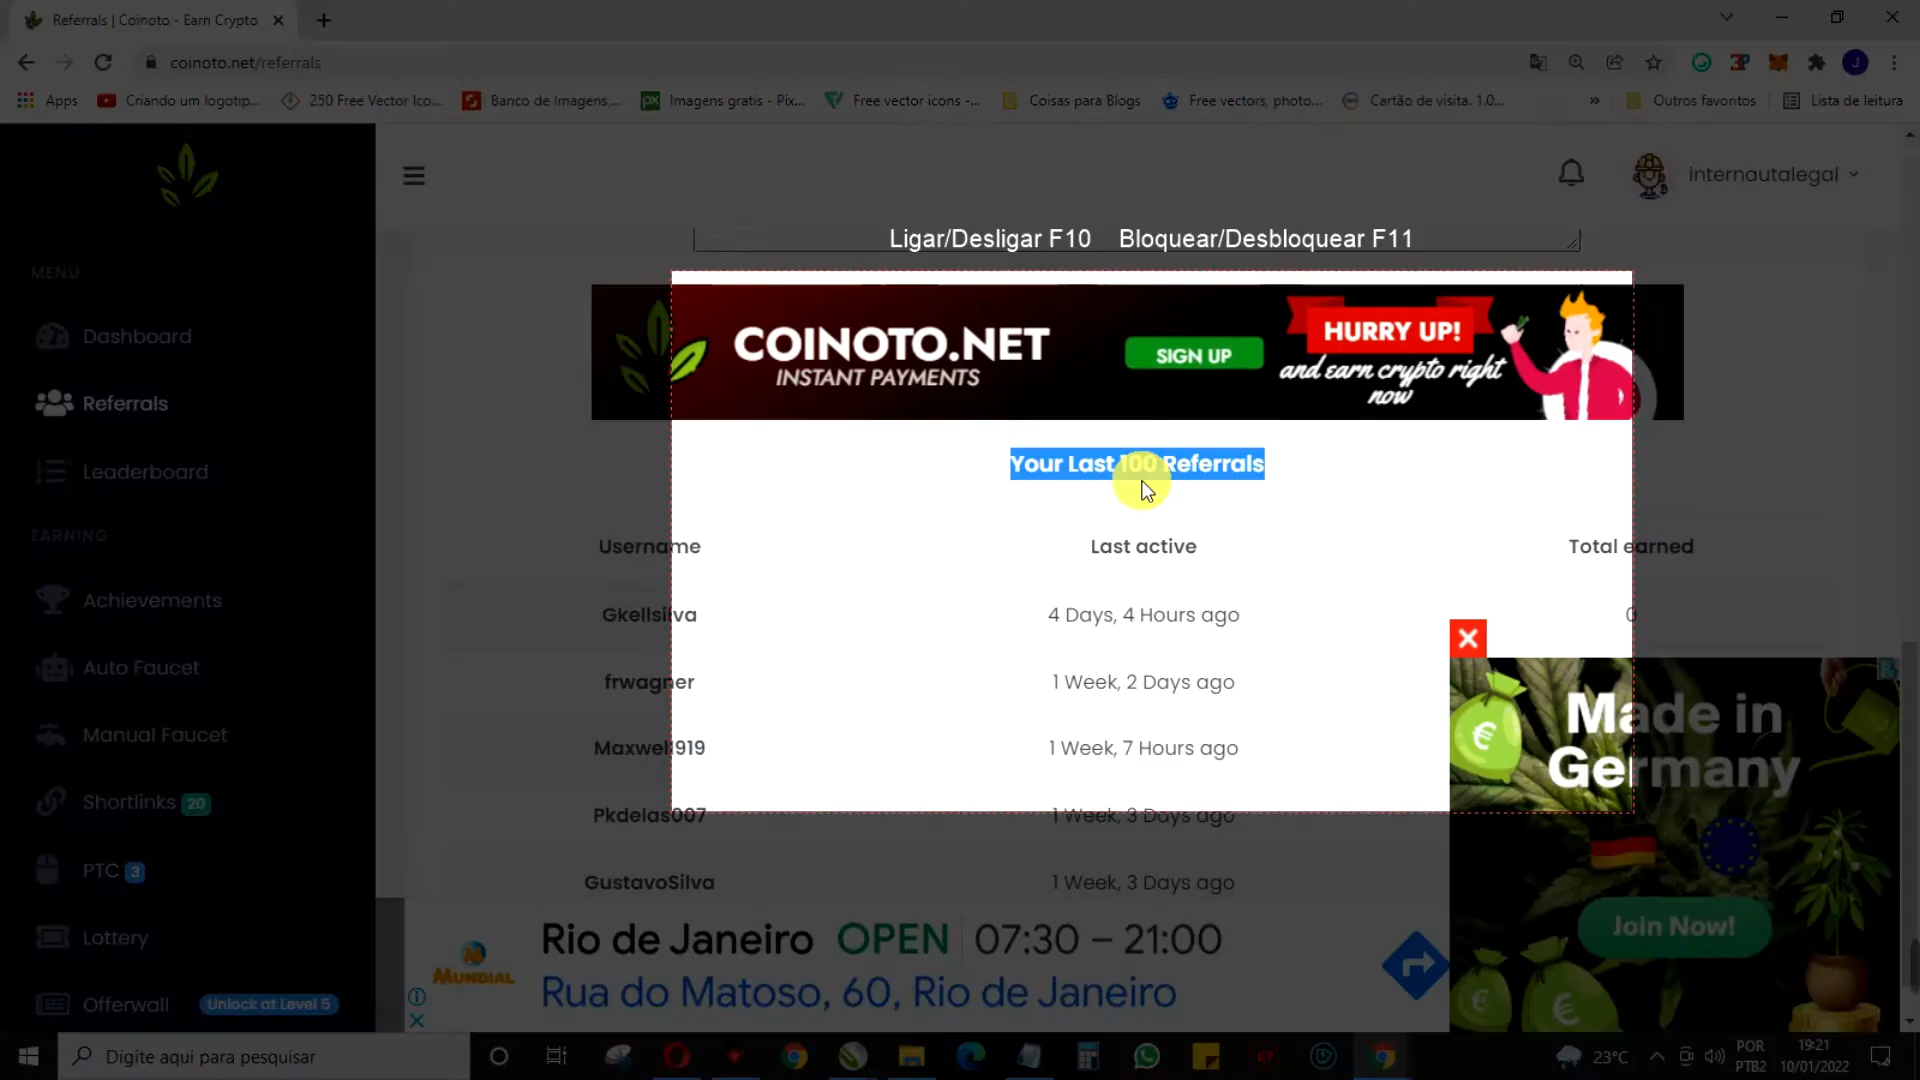 Referrals | Coinoto - Earn Crypto
coinoto.net/referrals
J
Apps
Criando um logotip...
250 Free Vector Ico...
Banco de Imagens,...
Imagens gratis - Pix...
Free vector icons -...
Coisas para Blogs
Free vectors, photo...
Cartão de visita. 1.0...
»
Outros favoritos
Lista de leitura
internautalegal
Ligar/Desligar F10 Bloquear/Desbloquear F11
MENU
Dashboard
Referrals
Leaderboard
EARNING
Achievements
Auto Faucet
Manual Faucet
Shortlinks 20
PTC 3
Lottery
Offerwall Unlock at Level 5
COINOTO.NET
INSTANT PAYMENTS
SIGN UP
HURRY UP!
and earn crypto right
now
Your Last 100 Referrals
Username Last active Total earned
Gkellsilva 4 Days, 4 Hours ago 0
frwagner 1 Week, 2 Days ago
Maxwell919 1 Week, 7 Hours ago
Pkdelas007 1 Week, 3 Days ago
GustavoSilva 1 Week, 3 Days ago
Made in
Germany
Join Now!
MUNDIAL
Rio de Janeiro OPEN 07:30 – 21:00
Rua do Matoso, 60, Rio de Janeiro
Digite aqui para pesquisar
23°C
POR
PTB2
19:21
10/01/2022